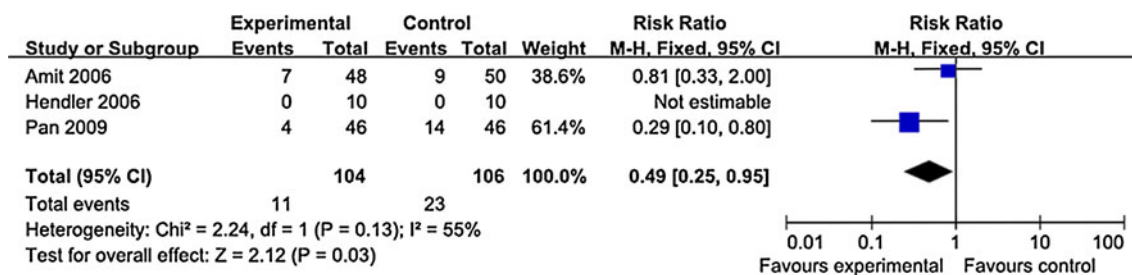 Experimental Control Risk Ratio Risk Ratio
Study or Subgroup Events Total Events Total Weight M-H, Fixed, 95% CI M-H, Fixed, 95% CI
Amit 2006 7 48 9 50 38.6% 0.81 [0.33, 2.00]
Hendler 2006 0 10 0 10 Not estimable
Pan 2009 4 46 14 46 61.4% 0.29 [0.10, 0.80]
Total (95% CI) 104 106 100.0% 0.49 [0.25, 0.95]
Total events 11 23
Heterogeneity: Chi² = 2.24, df = 1 (P = 0.13); I² = 55%
Test for overall effect: Z = 2.12 (P = 0.03)
0.01 0.1 1 10 100
Favours experimental Favours control